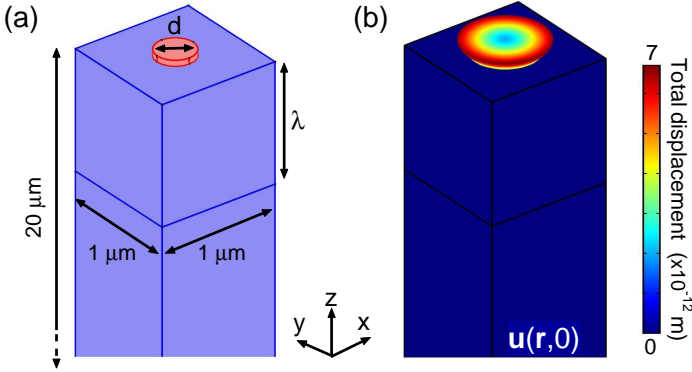 (a)
d
λ
20 μm
1 μm
1 μm
z
y
x
(b)
u(r,0)
7
Total displacement (x10⁻¹² m)
0